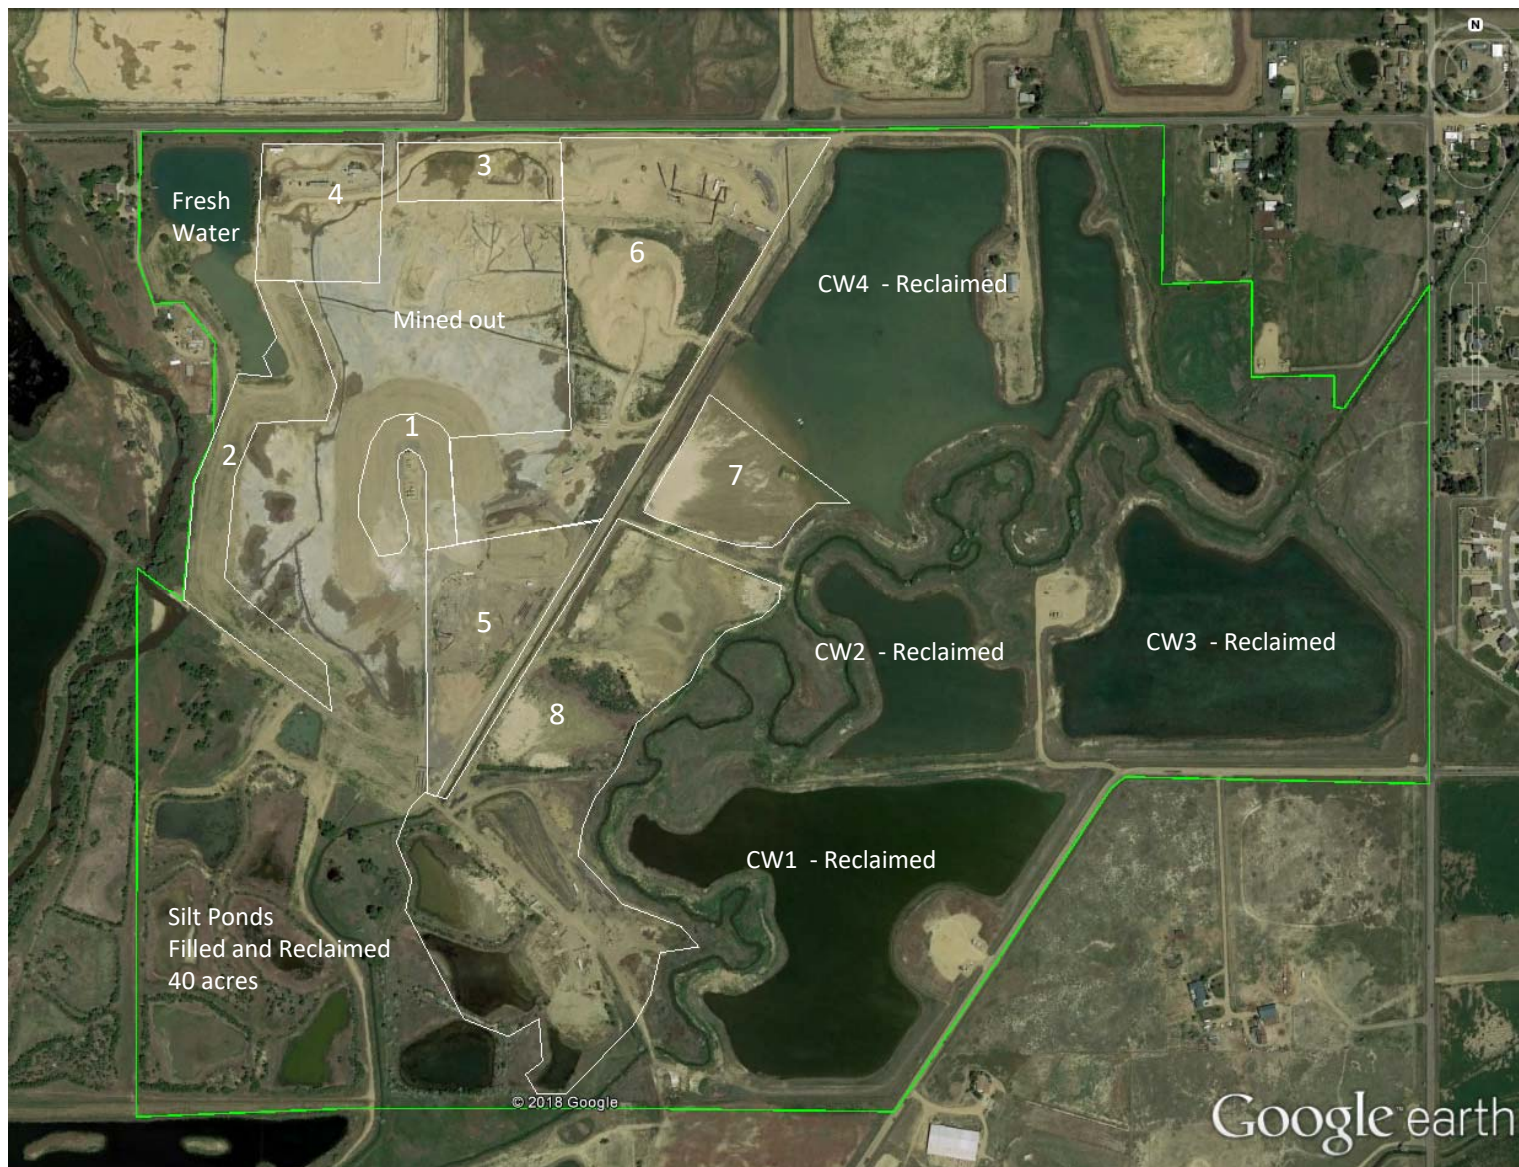 N
3
4
Fresh
Water
6
CW4 - Reclaimed
Mined out
1
2
7
5
CW2 - Reclaimed
CW3 - Reclaimed
8
CW1 - Reclaimed
Silt Ponds
Filled and Reclaimed
40 acres
© 2018 Google
Google earth